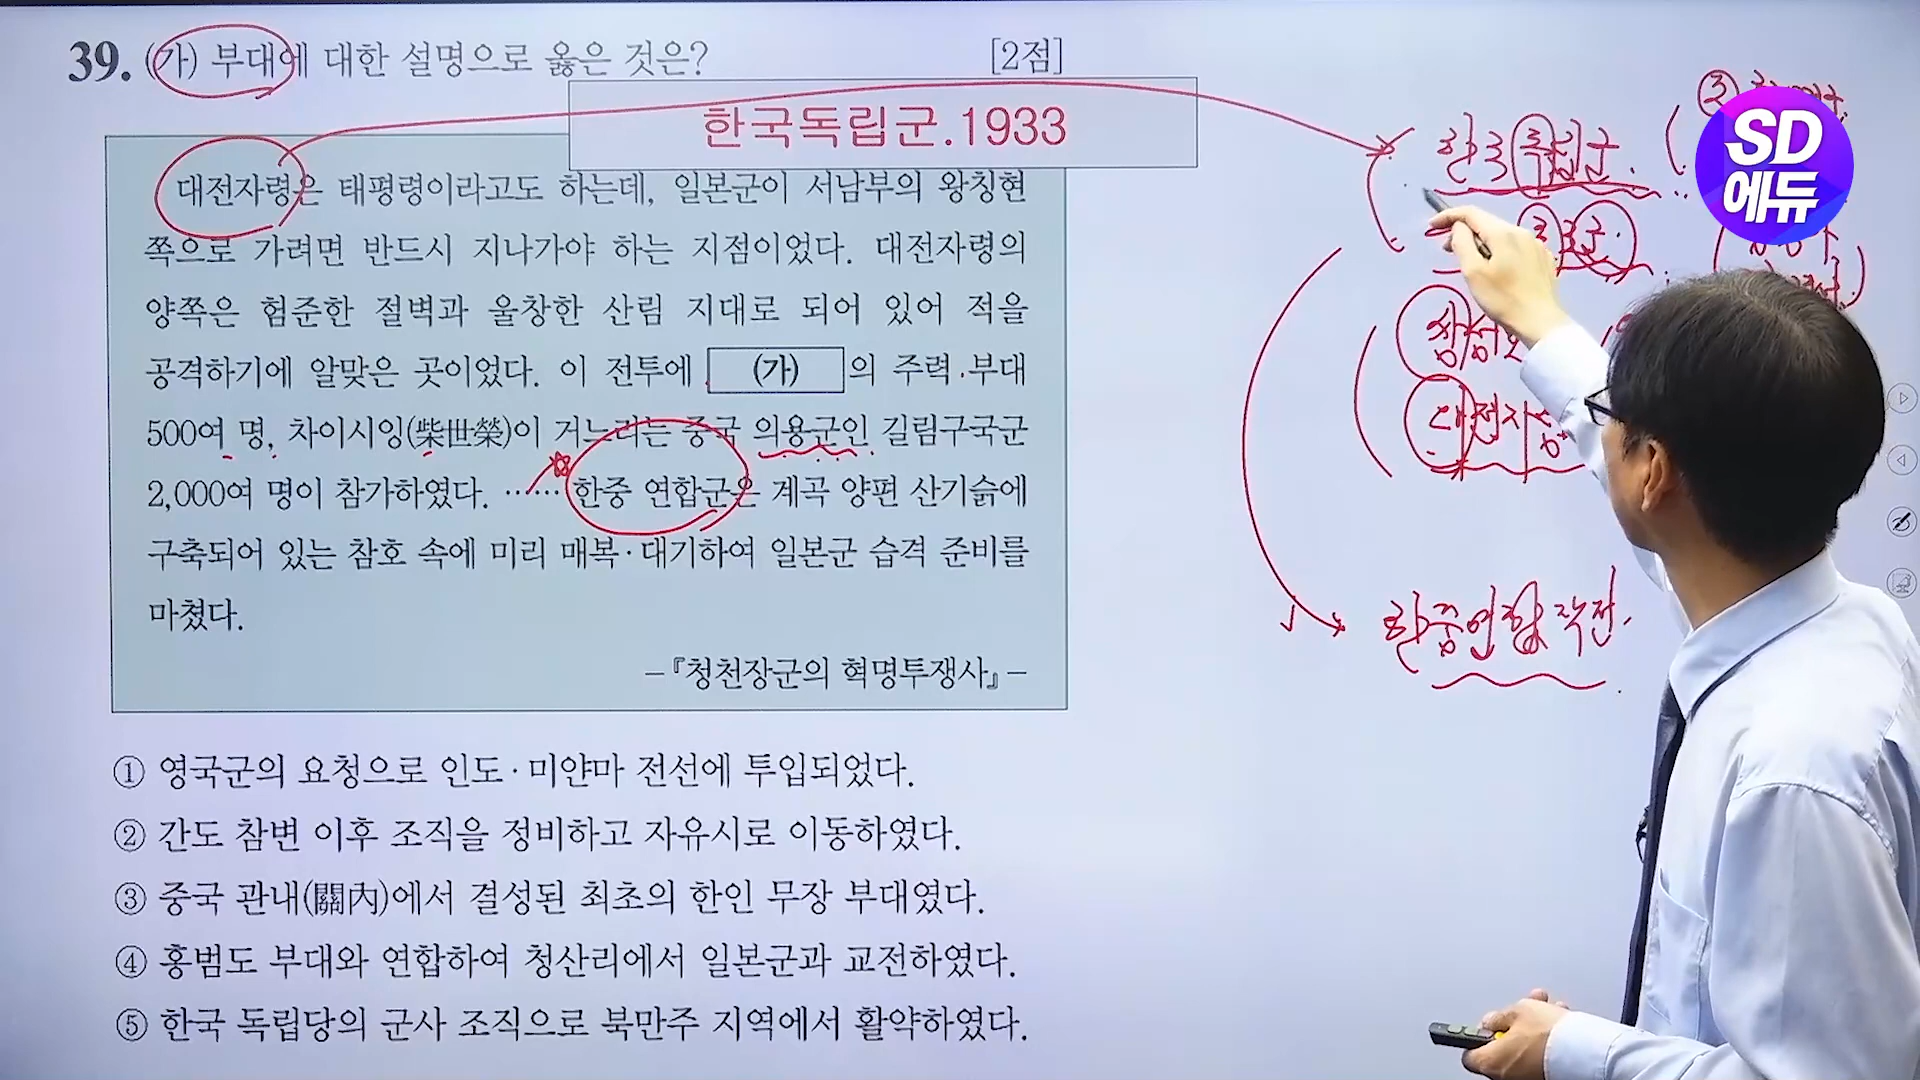 39. (가) 부대에 대한 설명으로 옳은 것은? [2점]
한국독립군.1933
대전자령은 태평령이라고도 하는데, 일본군이 서남부의 왕칭현
쪽으로 가려면 반드시 지나가야 하는 지점이었다. 대전자령의
양쪽은 험준한 절벽과 울창한 산림 지대로 되어 있어 적을
공격하기에 알맞은 곳이었다. 이 전투에 (가) 의 주력 부대
500여 명, 차이시잉(柴世榮)이 거느리는 중국 의용군인 길림구국군
2,000여 명이 참가하였다. …… 한중 연합군은 계곡 양편 산기슭에
구축되어 있는 참호 속에 미리 매복·대기하여 일본군 습격 준비를
마쳤다.
-『청천장군의 혁명투쟁사』-
① 영국군의 요청으로 인도·미얀마 전선에 투입되었다.
② 간도 참변 이후 조직을 정비하고 자유시로 이동하였다.
③ 중국 관내(關內)에서 결성된 최초의 한인 무장 부대였다.
④ 홍범도 부대와 연합하여 청산리에서 일본군과 교전하였다.
⑤ 한국 독립당의 군사 조직으로 북만주 지역에서 활약하였다.
한국독립군.
대전자
한중연합작전.
SD
에듀